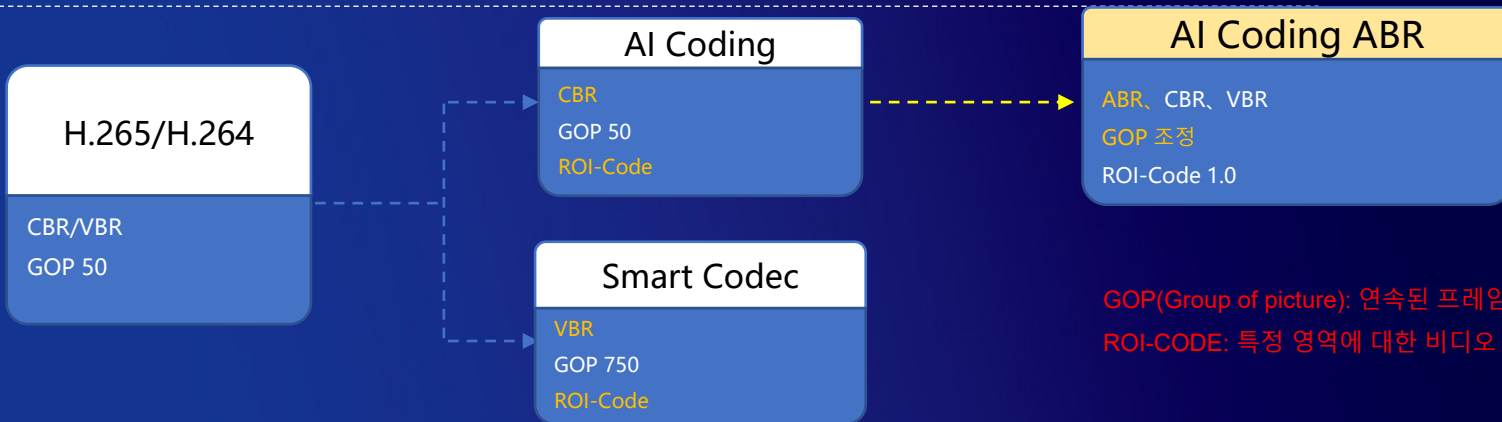 H.265/H.264
CBR/VBR
GOP 50
AI Coding
CBR
GOP 50
ROI-Code
Smart Codec
VBR
GOP 750
ROI-Code
AI Coding ABR
ABR、CBR、VBR
GOP 조정
ROI-Code 1.0
GOP(Group of picture): 연속된 프레임
ROI-CODE: 특정 영역에 대한 비디오